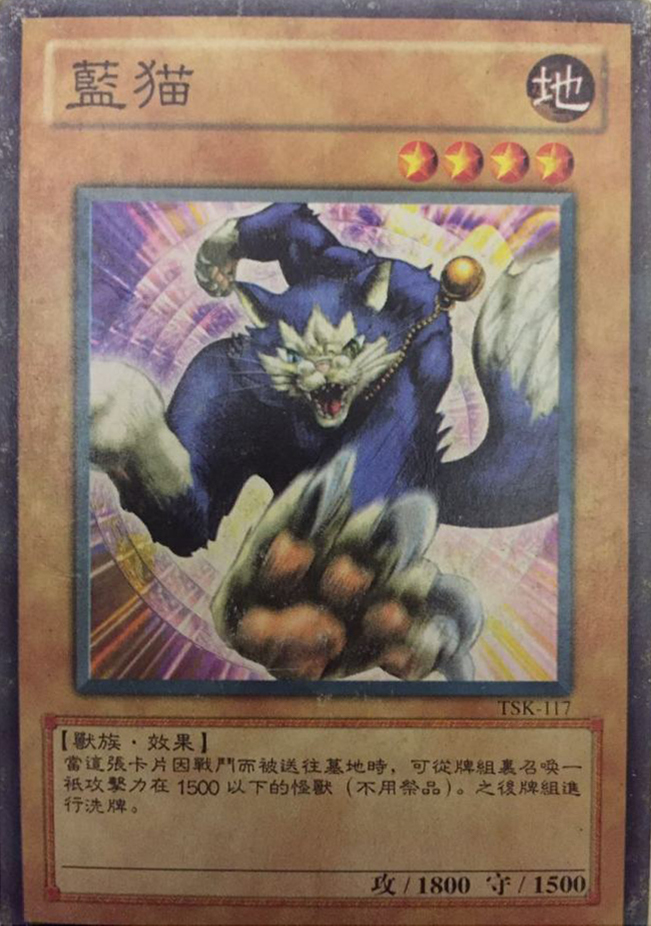 藍猫
地
TSK-117
【獸族·效果】
當這張卡片因戰鬥而被送往墓地時，可從牌組裏召喚一
祇攻擊力在 1500 以下的怪獸（不用祭品）。之後牌組進
行洗牌。
攻 / 1800 守 / 1500